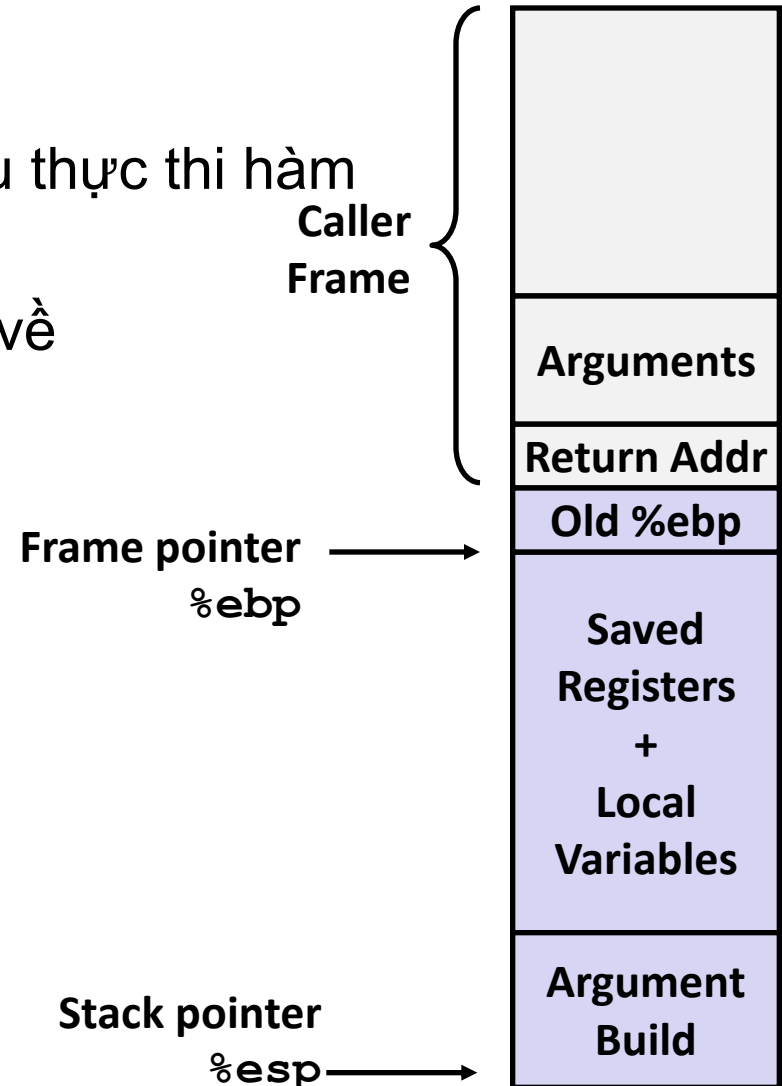 u thực thi hàm
Caller
Frame
về
Arguments
Return Addr
Old %ebp
Frame pointer
%ebp
Saved
Registers
+
Local
Variables
Argument
Build
Stack pointer
%esp